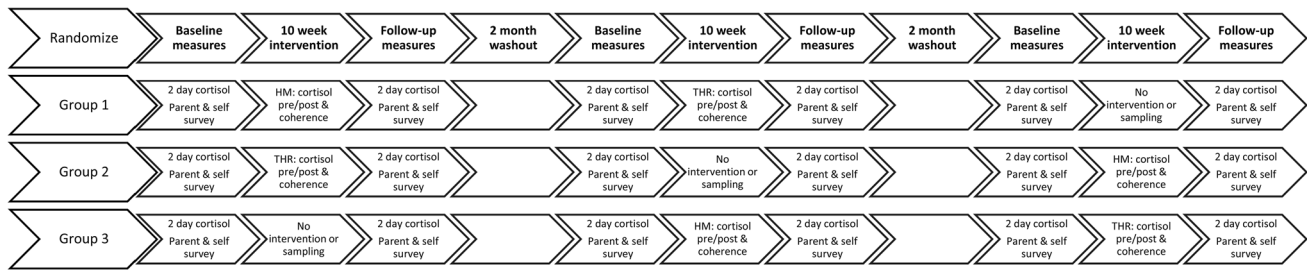 Randomize
Baseline
measures
10 week
intervention
Follow-up
measures
2 month
washout
Baseline
measures
10 week
intervention
Follow-up
measures
2 month
washout
Baseline
measures
10 week
intervention
Follow-up
measures
Group 1
2 day cortisol
Parent & self
survey
HM: cortisol
pre/post &
coherence
2 day cortisol
Parent & self
survey
2 day cortisol
Parent & self
survey
THR: cortisol
pre/post &
coherence
2 day cortisol
Parent & self
survey
2 day cortisol
Parent & self
survey
No
intervention or
sampling
2 day cortisol
Parent & self
survey
Group 2
2 day cortisol
Parent & self
survey
THR: cortisol
pre/post &
coherence
2 day cortisol
Parent & self
survey
2 day cortisol
Parent & self
survey
No
intervention or
sampling
2 day cortisol
Parent & self
survey
2 day cortisol
Parent & self
survey
HM: cortisol
pre/post &
coherence
2 day cortisol
Parent & self
survey
Group 3
2 day cortisol
Parent & self
survey
No
intervention or
sampling
2 day cortisol
Parent & self
survey
2 day cortisol
Parent & self
survey
HM: cortisol
pre/post &
coherence
2 day cortisol
Parent & self
survey
2 day cortisol
Parent & self
survey
THR: cortisol
pre/post &
coherence
2 day cortisol
Parent & self
survey